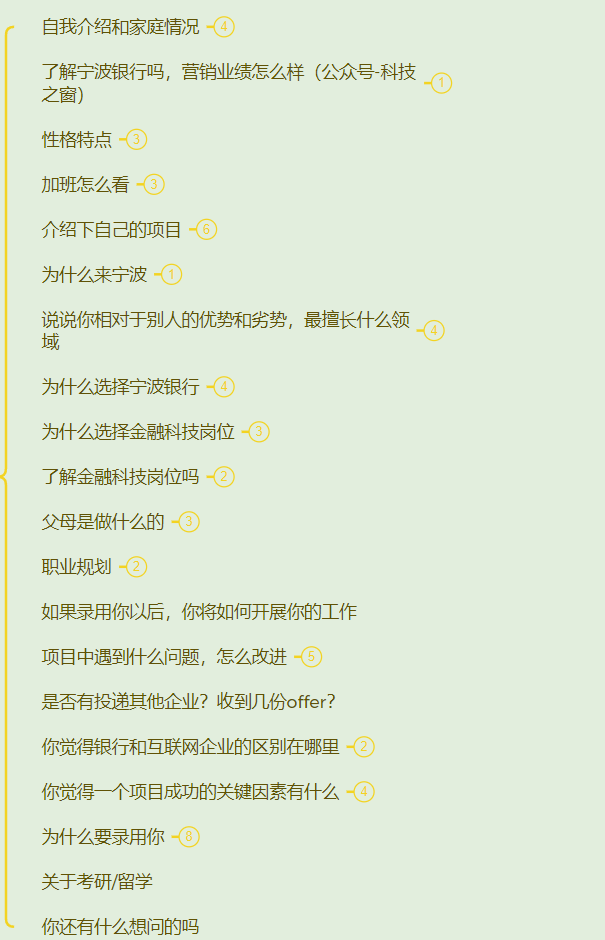 自我介绍和家庭情况 4
了解宁波银行吗，营销业绩怎么样（公众号-科技
之窗） 1
性格特点 3
加班怎么看 3
介绍下自己的项目 6
为什么来宁波 1
说说你相对于别人的优势和劣势，最擅长什么领
域 4
为什么选择宁波银行 4
为什么选择金融科技岗位 3
了解金融科技岗位吗 2
父母是做什么的 3
职业规划 2
如果录用你以后，你将如何开展你的工作
项目中遇到什么问题，怎么改进 5
是否有投递其他企业？收到几份offer？
你觉得银行和互联网企业的区别在哪里 2
你觉得一个项目成功的关键因素有什么 4
为什么要录用你 8
关于考研/留学
你还有什么想问的吗